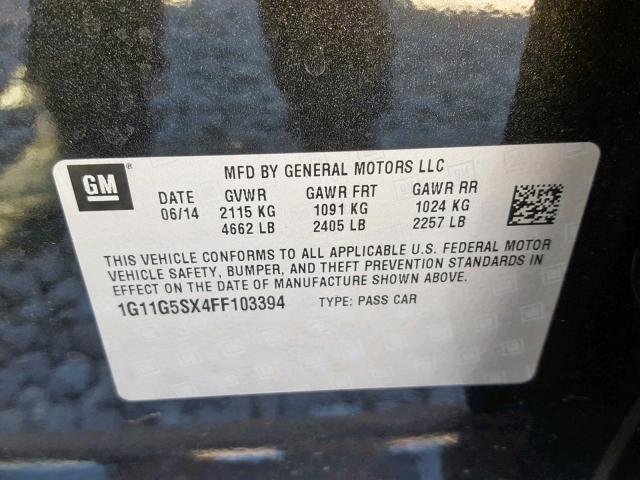 GM ®
MFD BY GENERAL MOTORS LLC
DATE GVWR GAWR FRT GAWR RR
06/14 2115 KG 1091 KG 1024 KG
4662 LB 2405 LB 2257 LB
THIS VEHICLE CONFORMS TO ALL APPLICABLE U.S. FEDERAL MOTOR
VEHICLE SAFETY, BUMPER, AND THEFT PREVENTION STANDARDS IN
EFFECT ON THE DATE OF MANUFACTURE SHOWN ABOVE.
1G11G5SX4FF103394 TYPE: PASS CAR